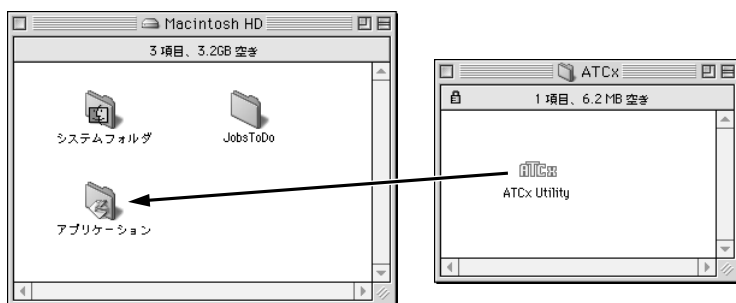 Macintosh HD
3 項目、3.2GB 空き
システムフォルダ
JobsToDo
アプリケーション
ATCx
1 項目、6.2 MB 空き
ATCx
ATCx Utility